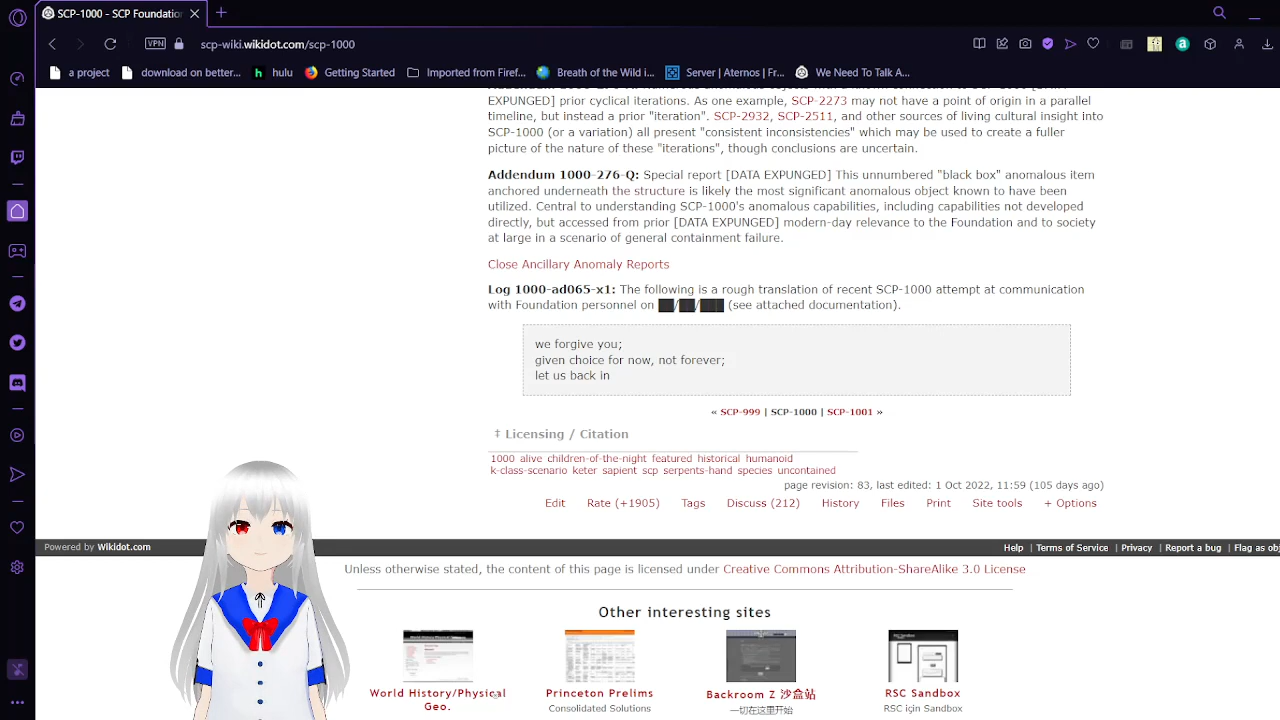 SCP-1000 - SCP Foundation
VPN
scp-wiki.wikidot.com/scp-1000
a project
download on better...
hulu
Getting Started
Imported from Firef...
Breath of the Wild i...
Server | Aternos | Fr...
We Need To Talk A...
EXPUNGED] prior cyclical iterations. As one example, SCP-2273 may not have a point of origin in a parallel
timeline, but instead a prior "iteration". SCP-2932, SCP-2511, and other sources of living cultural insight into
SCP-1000 (or a variation) all present "consistent inconsistencies" which may be used to create a fuller
picture of the nature of these "iterations", though conclusions are uncertain.
Addendum 1000-276-Q: Special report [DATA EXPUNGED] This unnumbered "black box" anomalous item
anchored underneath the structure is likely the most significant anomalous object known to have been
utilized. Central to understanding SCP-1000's anomalous capabilities, including capabilities not developed
directly, but accessed from prior [DATA EXPUNGED] modern-day relevance to the Foundation and to society
at large in a scenario of general containment failure.
Close Ancillary Anomaly Reports
Log 1000-ad065-x1: The following is a rough translation of recent SCP-1000 attempt at communication
with Foundation personnel on ██/██/███ (see attached documentation).
we forgive you;
given choice for now, not forever;
let us back in
« SCP-999 | SCP-1000 | SCP-1001 »
‡ Licensing / Citation
1000 alive children-of-the-night featured historical humanoid
k-class-scenario keter sapient scp serpents-hand species uncontained
page revision: 83, last edited: 1 Oct 2022, 11:59 (105 days ago)
Edit Rate (+1905) Tags Discuss (212) History Files Print Site tools + Options
Powered by Wikidot.com
Help | Terms of Service | Privacy | Report a bug | Flag as obj
Unless otherwise stated, the content of this page is licensed under Creative Commons Attribution-ShareAlike 3.0 License
Other interesting sites
World History/Physical
Geo.
Princeton Prelims
Consolidated Solutions
Backroom Z 沙盒站
一切在这里开始
RSC Sandbox
RSC için Sandbox